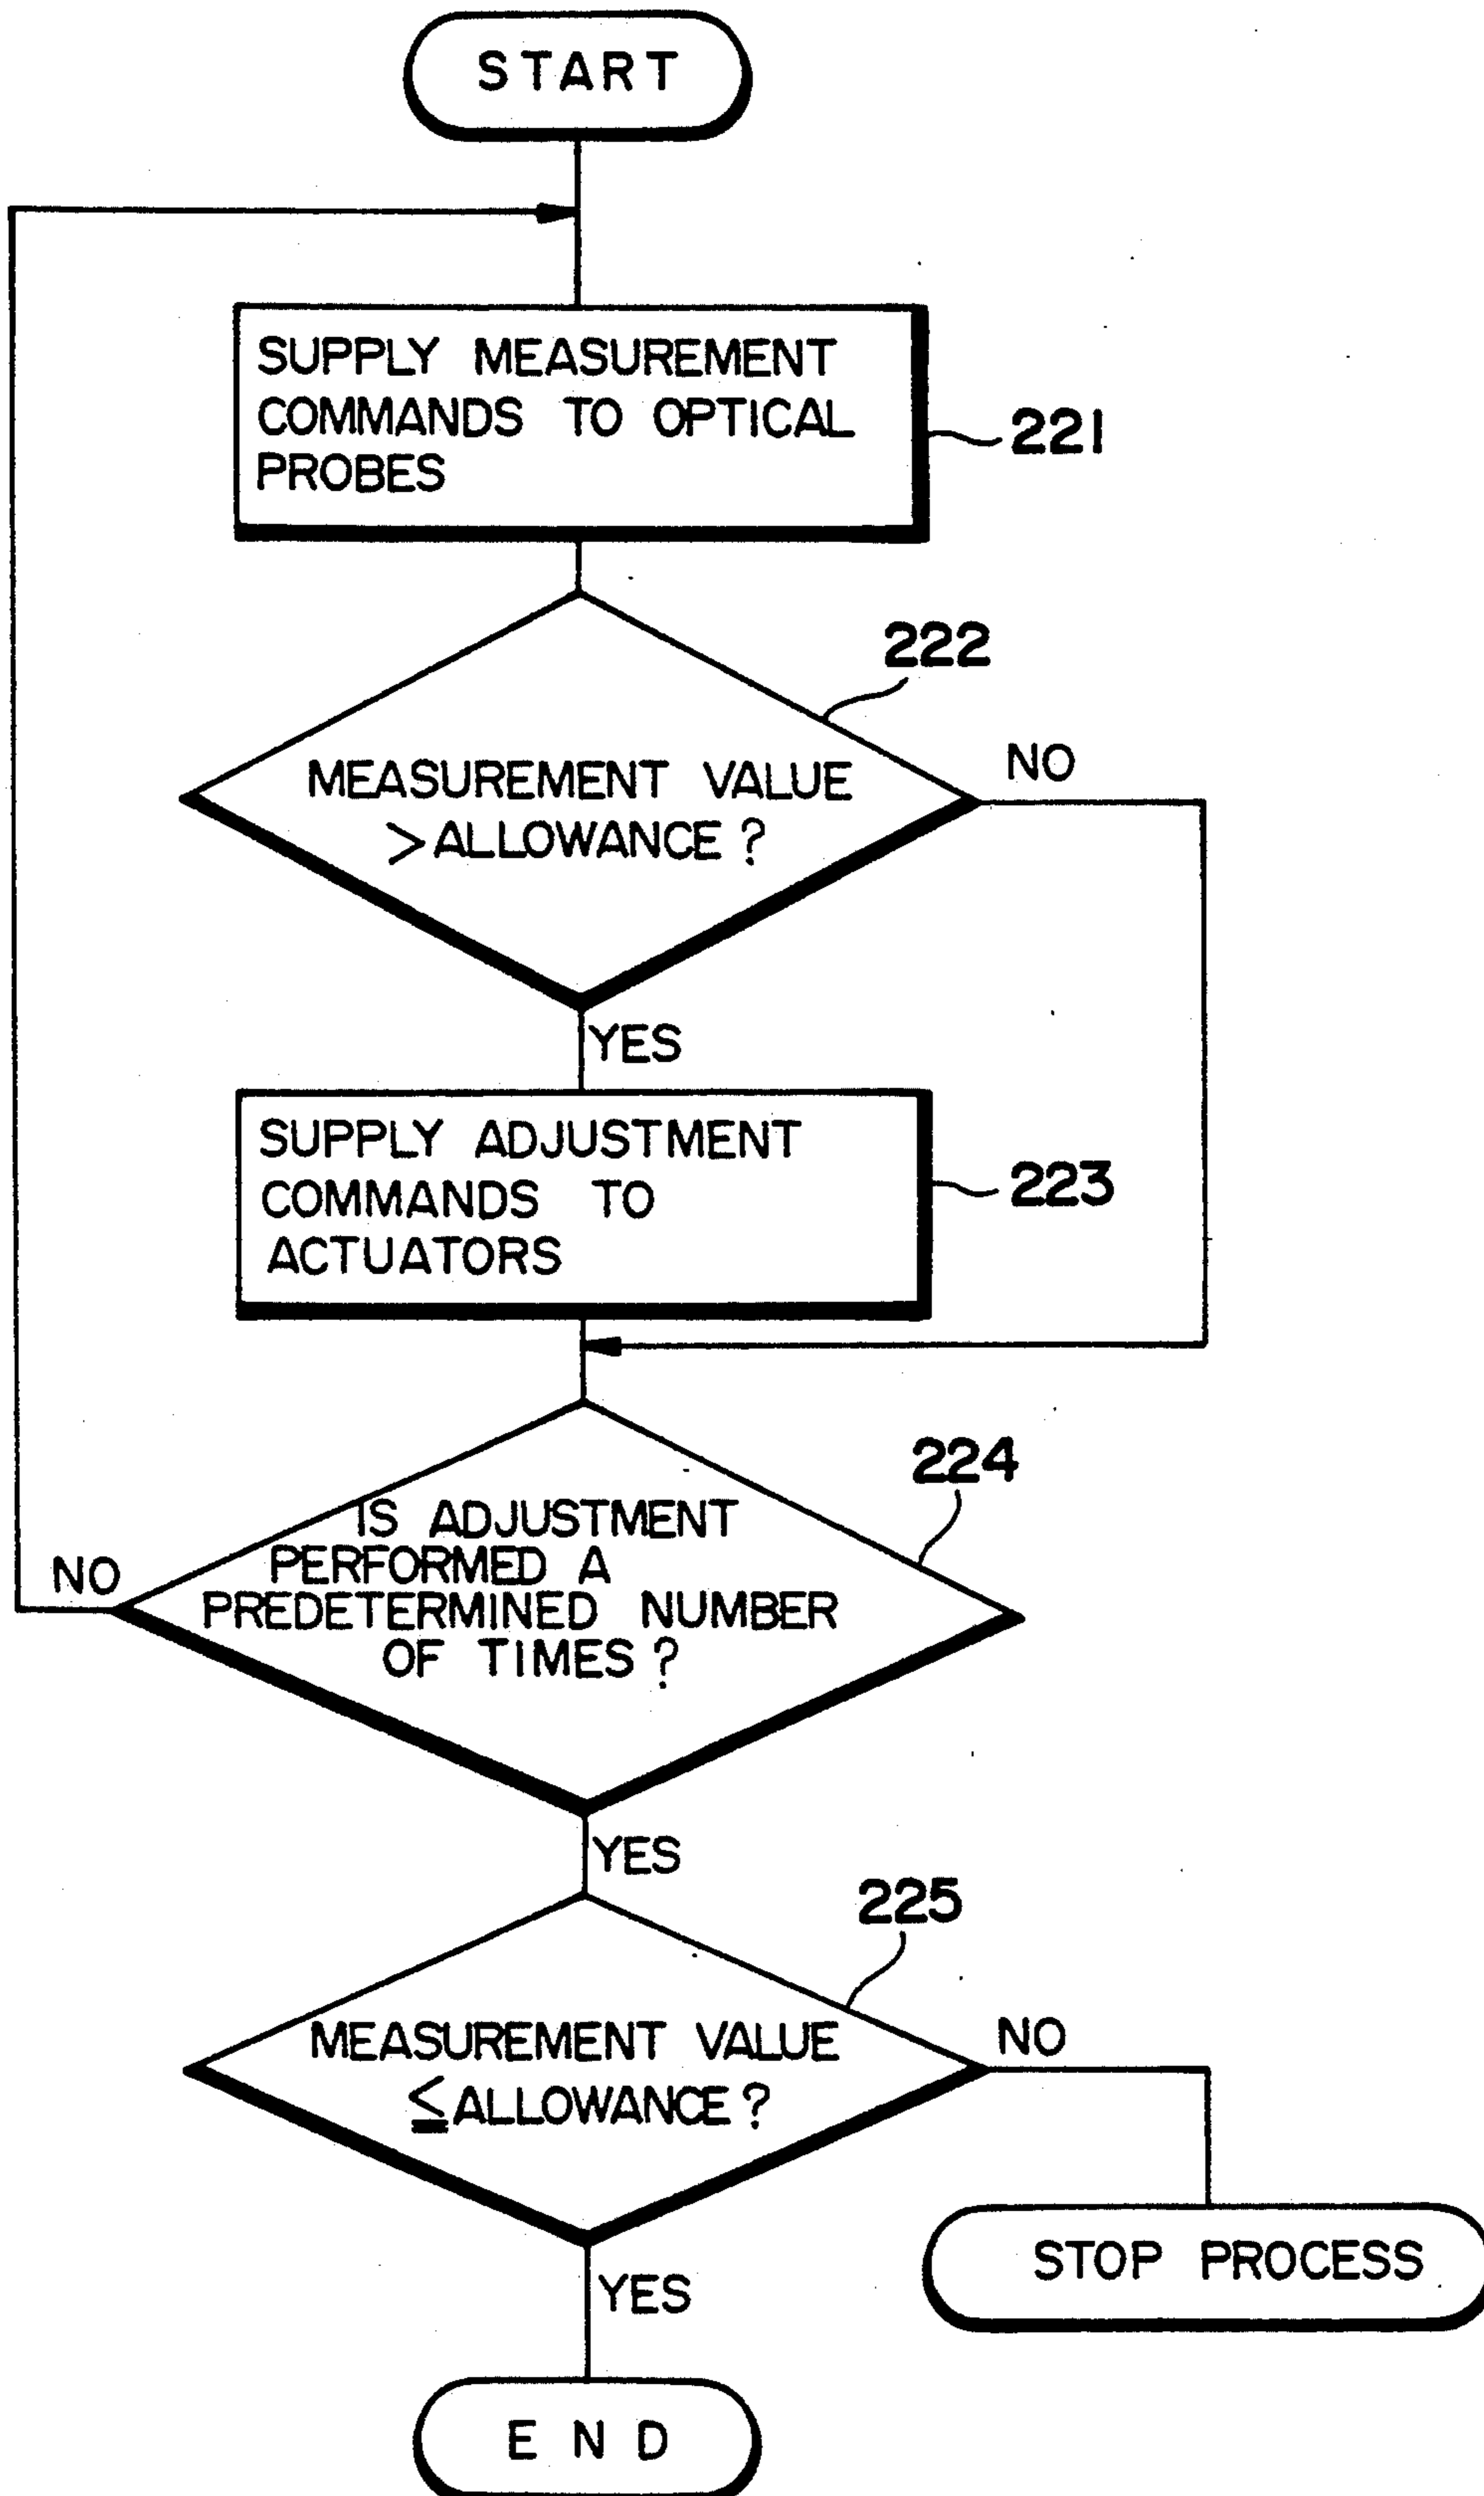 START
SUPPLY MEASUREMENT
COMMANDS TO OPTICAL
PROBES
221
222
MEASUREMENT VALUE
>ALLOWANCE?
NO
YES
SUPPLY ADJUSTMENT
COMMANDS TO
ACTUATORS
223
224
IS ADJUSTMENT
PERFORMED A
PREDETERMINED NUMBER
OF TIMES?
NO
YES
225
MEASUREMENT VALUE
≦ALLOWANCE?
NO
STOP PROCESS
YES
END